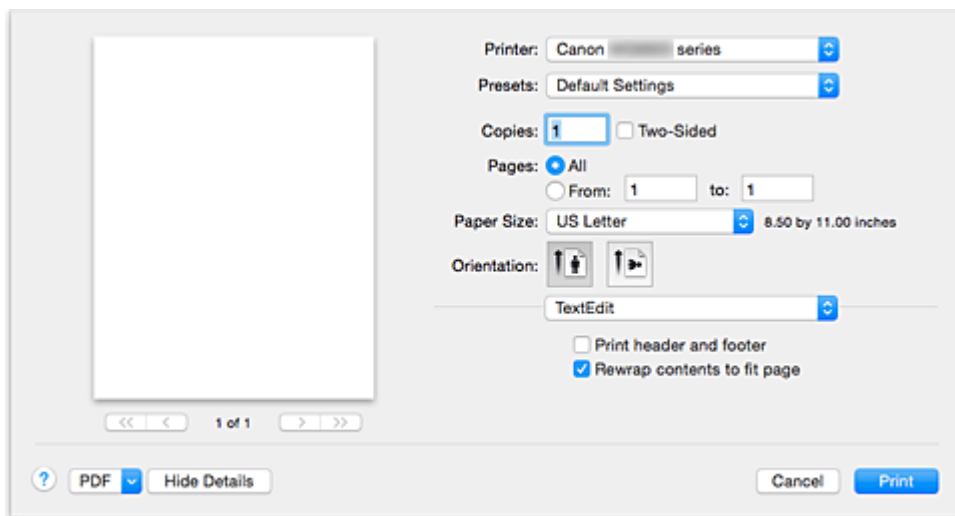 Printer: Canon series
Presets: Default Settings
Copies: 1 Two-Sided
Pages: All
From: 1 to: 1
Paper Size: US Letter 8.50 by 11.00 inches
Orientation:
TextEdit
Print header and footer
Rewrap contents to fit page
<< < 1 of 1 > >>
? PDF Hide Details Cancel Print